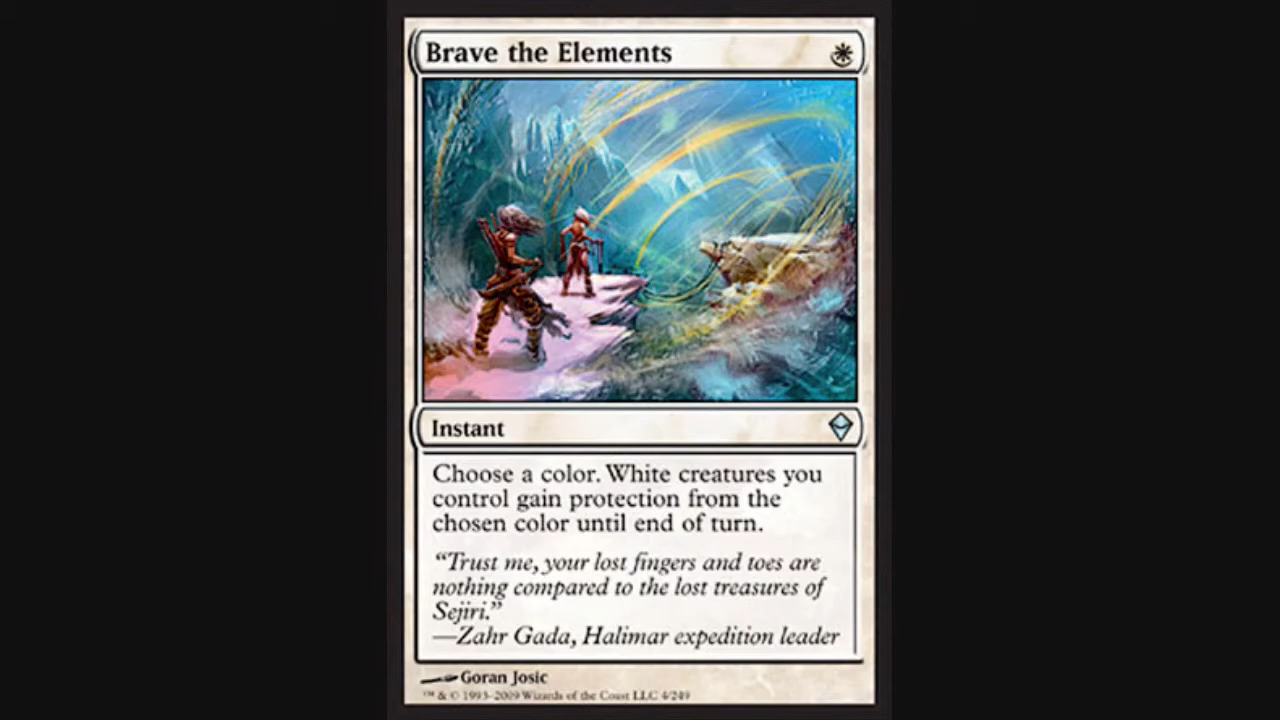 Brave the Elements
Instant
Choose a color. White creatures you
control gain protection from the
chosen color until end of turn.
“Trust me, your lost fingers and toes are
nothing compared to the lost treasures of
Sejiri.”
—Zahr Gada, Halimar expedition leader
Goran Josic
™ & © 1993–2009 Wizards of the Coast LLC 4/249